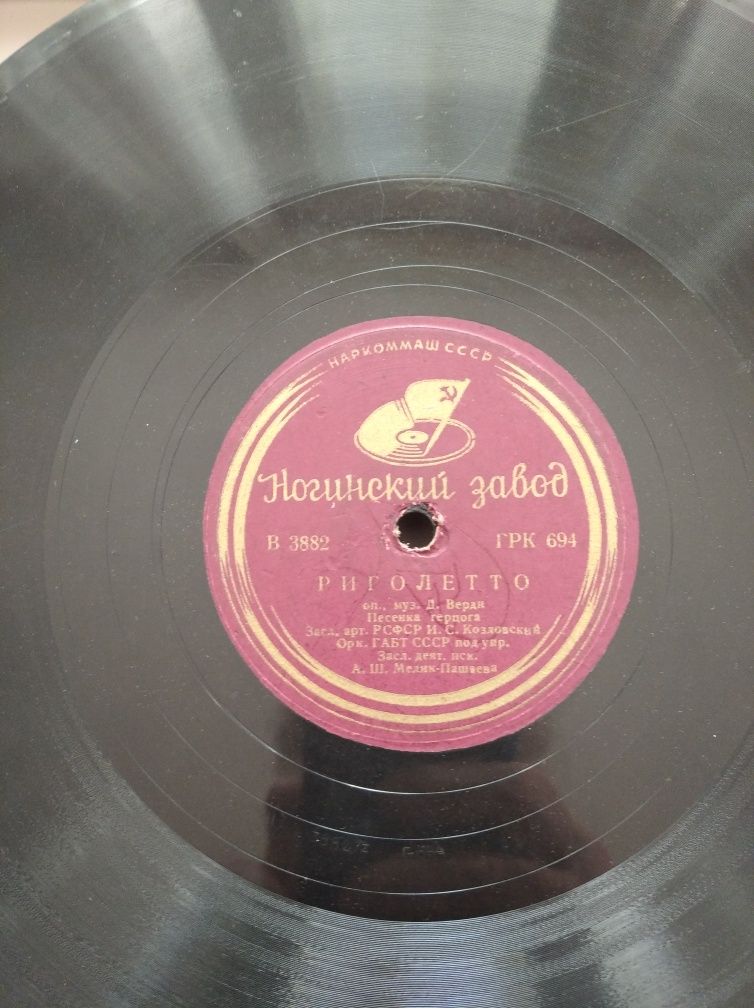 НАРКОММАШ СССР
Ногинский завод
В 3882 ГРК 694
РИГОЛЕТТО
оп., муз. Д. Верди
Песенка герцога
Засл. арт. РСФСР И. С. Козловский
Орк. ГАБТ СССР под упр.
Засл. деят. иск.
А. Ш. Мелик-Пашаева